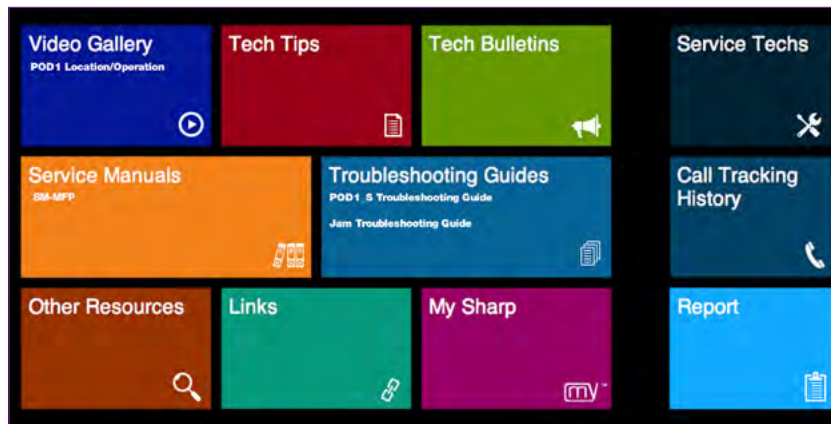 Video Gallery
POD1 Location/Operation
Tech Tips
Tech Bulletins
Service Techs
Service Manuals
SM-MFP
Troubleshooting Guides
POD1_S Troubleshooting Guide
Jam Troubleshooting Guide
Call Tracking
History
Other Resources
Links
My Sharp
my
Report